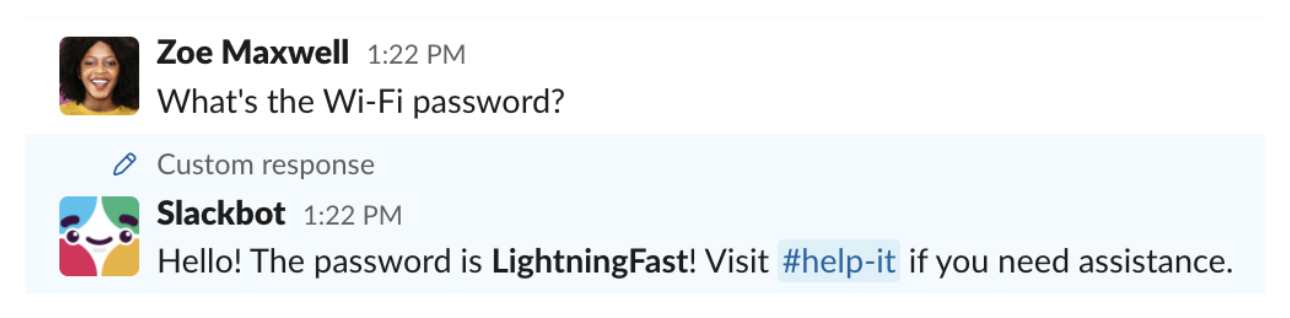 Zoe Maxwell 1:22 PM
What's the Wi-Fi password?
Custom response
Slackbot 1:22 PM
Hello! The password is LightningFast! Visit #help-it if you need assistance.